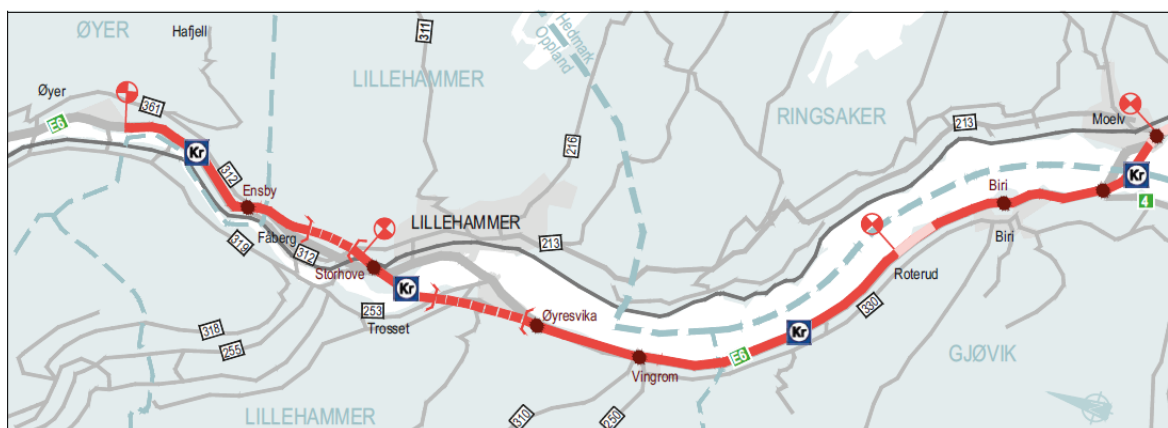 ØYER
Hafjell
311
Hedmark
Oppland
LILLEHAMMER
RINGSAKER
Øyer
E6
361
213
Moelv
Kr
216
Kr
312
Ensby
Biri
4
LILLEHAMMER
319
Fåberg
312
213
Biri
Storhove
Kr
Roterud
253
Øyresvika
330
318
Trosset
Kr
255
E6
GJØVIK
Vingrom
LILLEHAMMER
310
250